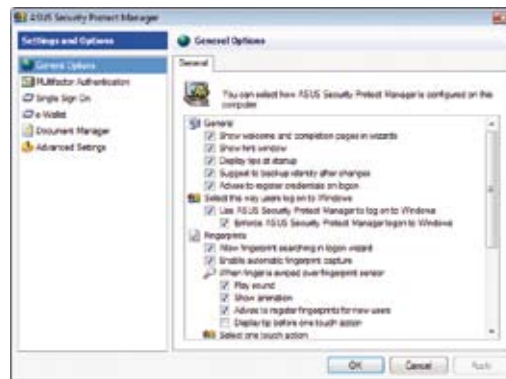 ASUS Security Protect Manager
Settings and Options
General Options
Multifactor Authentication
Single Sign On
e-Wallet
Document Manager
Advanced Settings
General Options
General
You can select how ASUS Security Protect Manager is configured on this computer
General
Show welcome and completion pages in wizards
Show hint window
Display tips at startup
Suggest to backup identity after changes
Advise to register credentials on logon
Select the way users log on to Windows
Use ASUS Security Protect Manager to log on to Windows
Enforce ASUS Security Protect Manager logon to Windows
Fingerprints
Allow fingerprint searching in logon wizard
Enable automatic fingerprint capture
When finger is swiped over fingerprint sensor
Play sound
Show animation
Advise to register fingerprints for new users
Display tip before one touch action
Select one touch action
OK
Cancel
Apply